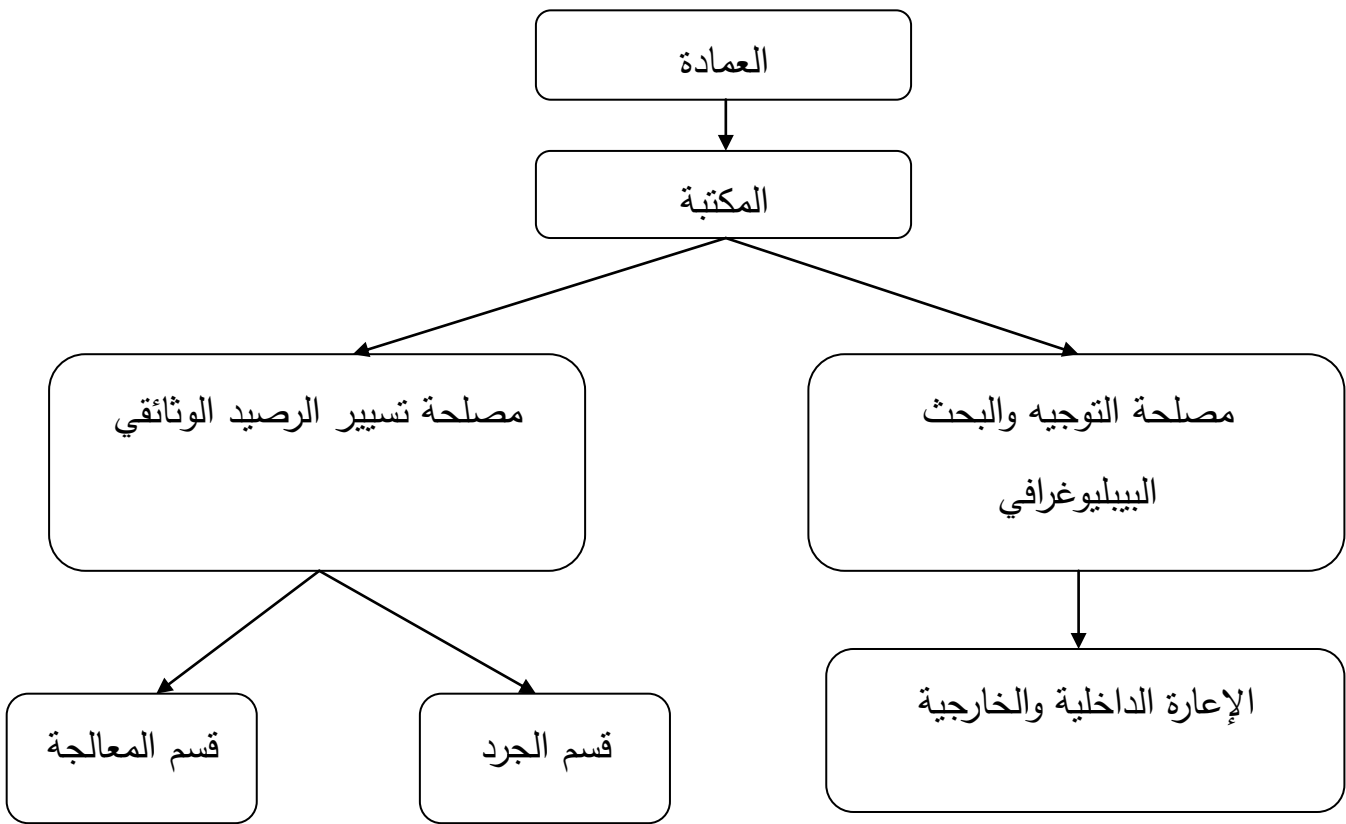 العمادة
المكتبة
مصلحة التوجيه والبحث
البيبليوغرافي
مصلحة تسيير الرصيد الوثائقي
الإعارة الداخلية والخارجية
قسم الجرد
قسم المعالجة